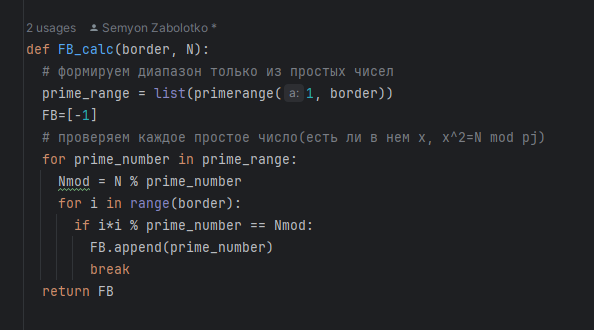 2 usages Semyon Zabolotko *
def FB_calc(border, N):
# формируем диапазон только из простых чисел
prime_range = list(primerange( a: 1, border))
FB=[-1]
# проверяем каждое простое число(есть ли в нем x, x^2=N mod pj)
for prime_number in prime_range:
Nmod = N % prime_number
for i in range(border):
if i*i % prime_number == Nmod:
FB.append(prime_number)
break
return FB